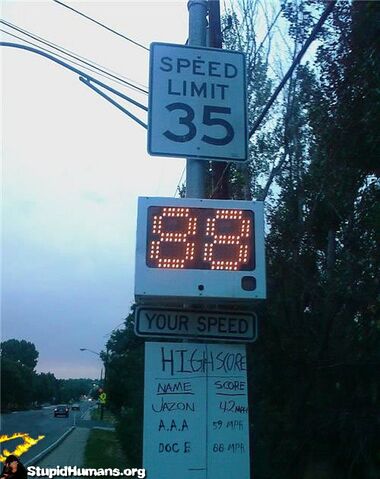 SPEED
LIMIT
35
88
YOUR SPEED
HIGH SCORE
NAME SCORE
JAZON 42 MPH
A.A.A 59 MPH
DOC E 88 MPH
StupidHumans.org